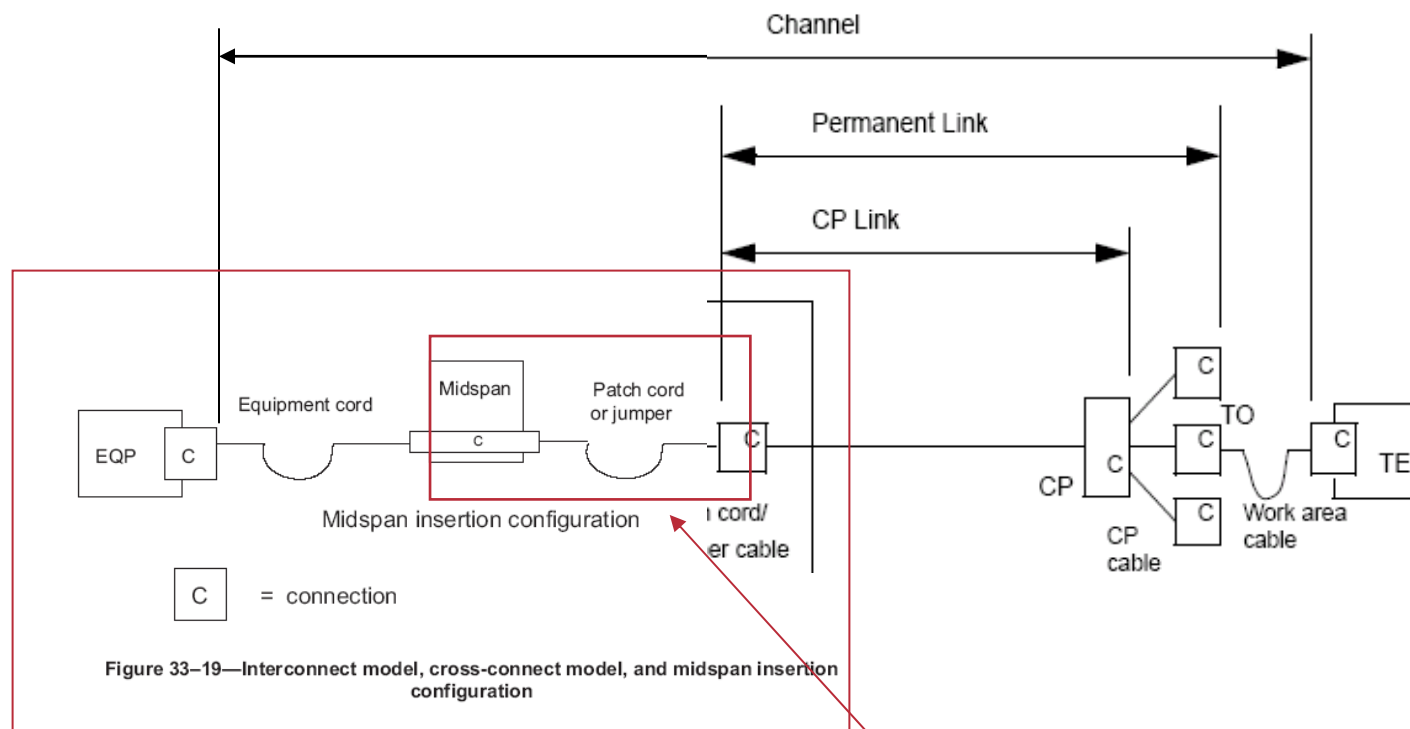 Channel
Permanent Link
CP Link
Equipment cord
Midspan
Patch cord
or jumper
C
EQP
C
C
CP
C
C
TO
C
C
C
TE
Midspan insertion configuration
cord/
er cable
CP
cable
Work area
cable
C = connection
Figure 33–19—Interconnect model, cross-connect model, and midspan insertion
configuration